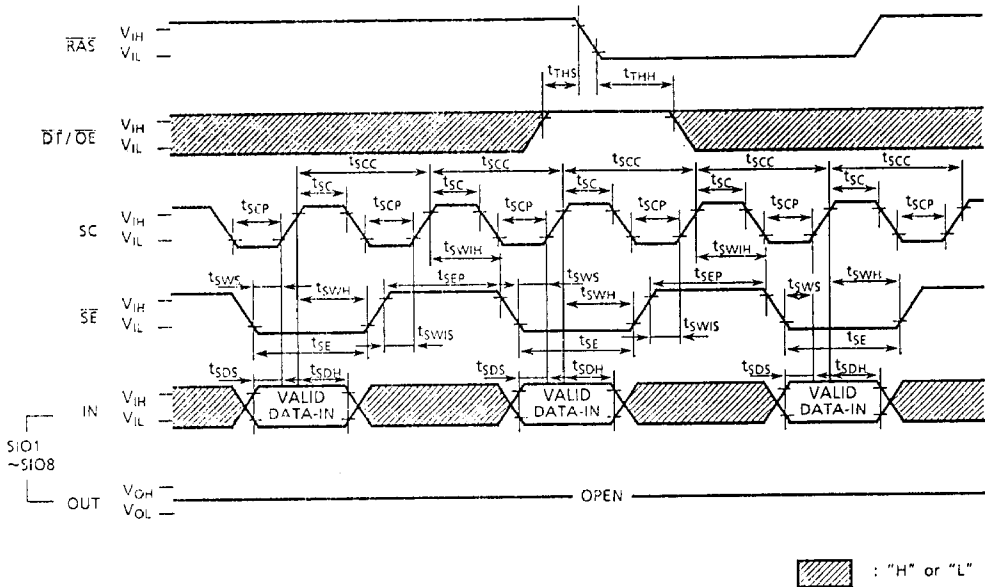 RAS
VIH
VIL
tTHS
tTHH
DT/OE
VIH
VIL
tSCC
tSCC
tSCC
tSCC
tSCC
tSC
tSC
tSC
tSC
tSC
tSCP
tSCP
tSCP
tSCP
tSCP
tSCP
SC
VIH
VIL
tSWIH
tSWIH
tSWS
tSWH
tSEP
tSWS
tSWH
tSEP
tSWS
tSWH
SE
VIH
VIL
tSE
tSWIS
tSE
tSWIS
tSE
tSDS
tSDH
tSDS
tSDH
tSDS
tSDH
IN
VIH
VIL
VALID
DATA-IN
VALID
DATA-IN
VALID
DATA-IN
SIO1
~SIO8
OUT
VOH
VOL
OPEN
: "H" or "L"